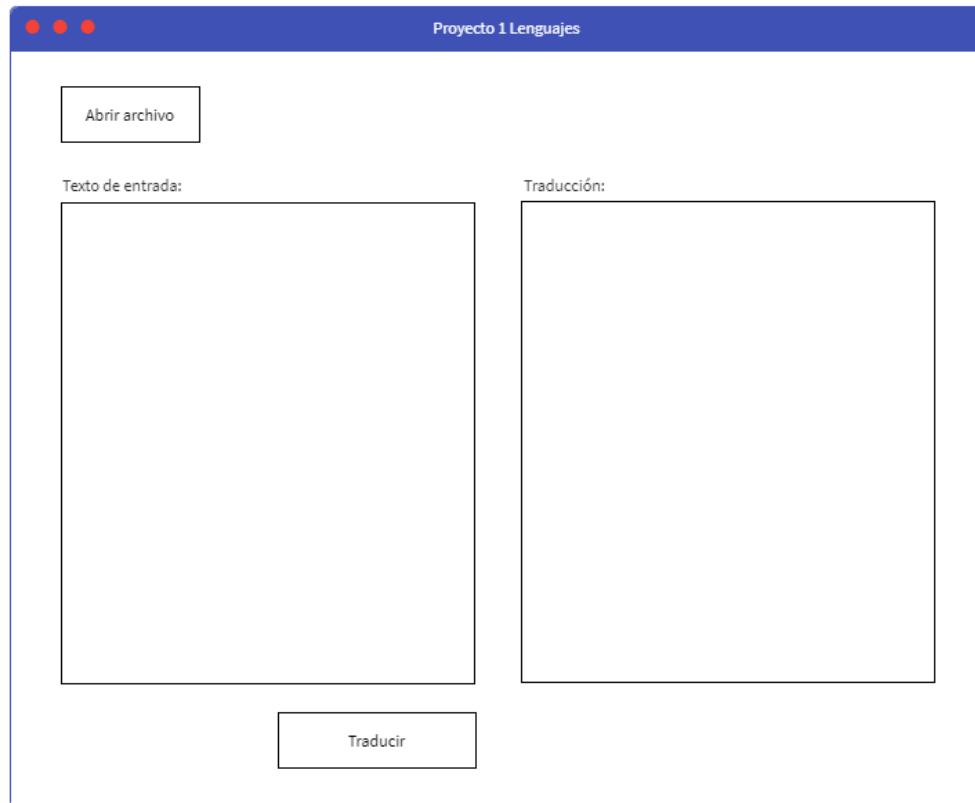 Proyecto 1 Lenguajes
Abrir archivo
Texto de entrada:
Traducción:
Traducir